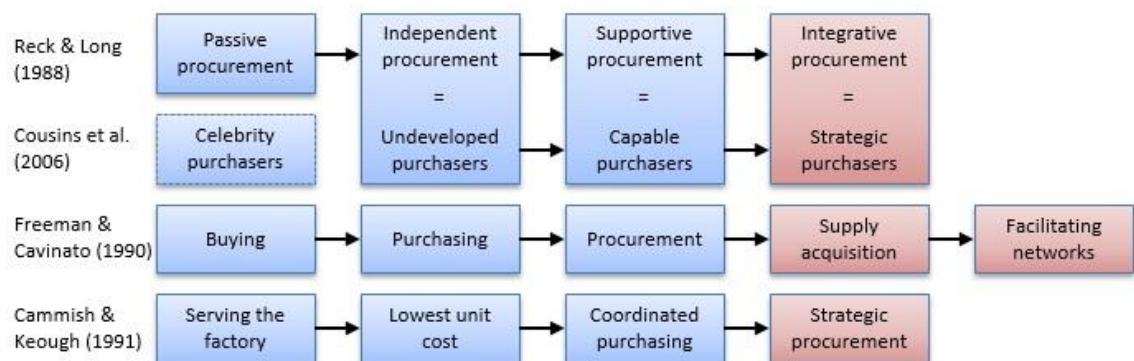 Reck & Long
(1988)
Passive
procurement
Independent
procurement
=
Undeveloped
purchasers
Supportive
procurement
=
Capable
purchasers
Integrative
procurement
=
Strategic
purchasers
Cousins et al.
(2006)
Celebrity
purchasers
Freeman &
Cavinato (1990)
Buying
Purchasing
Procurement
Supply
acquisition
Facilitating
networks
Cammish &
Keough (1991)
Serving the
factory
Lowest unit
cost
Coordinated
purchasing
Strategic
procurement